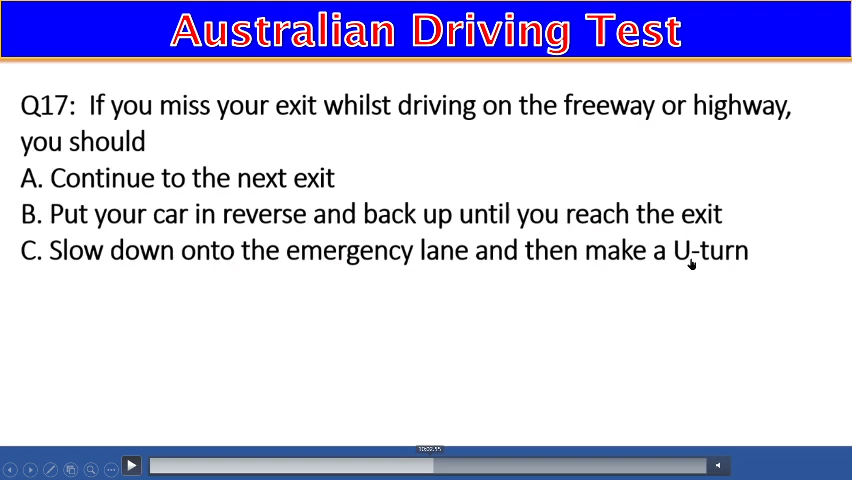 Australian Driving Test
Q17: If you miss your exit whilst driving on the freeway or highway,
you should
A. Continue to the next exit
B. Put your car in reverse and back up until you reach the exit
C. Slow down onto the emergency lane and then make a U-turn